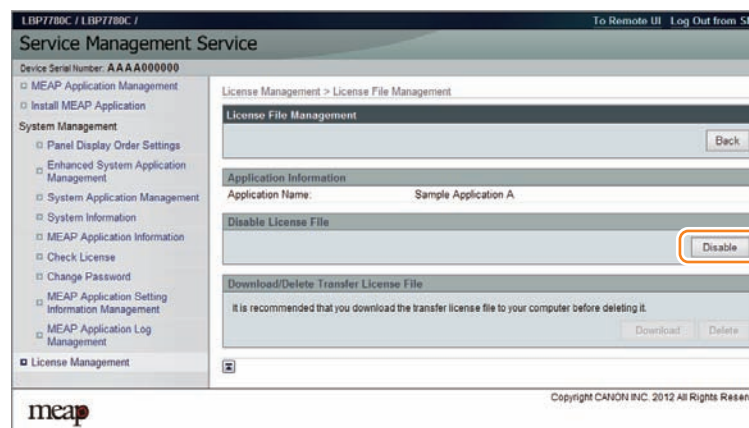 LBP7780C / LBP7780C /
To Remote UI Log Out from
Service Management Service
Device Serial Number: AAAA000000
MEAP Application Management
Install MEAP Application
System Management
Panel Display Order Settings
Enhanced System Application
Management
System Application Management
System Information
MEAP Application Information
Check License
Change Password
MEAP Application Setting
Information Management
MEAP Application Log
Management
License Management
License Management > License File Management
License File Management
Back
Application Information
Application Name: Sample Application A
Disable License File
Disable
Download/Delete Transfer License File
It is recommended that you download the transfer license file to your computer before deleting it.
Download Delete
meap
Copyright CANON INC. 2012 All Rights